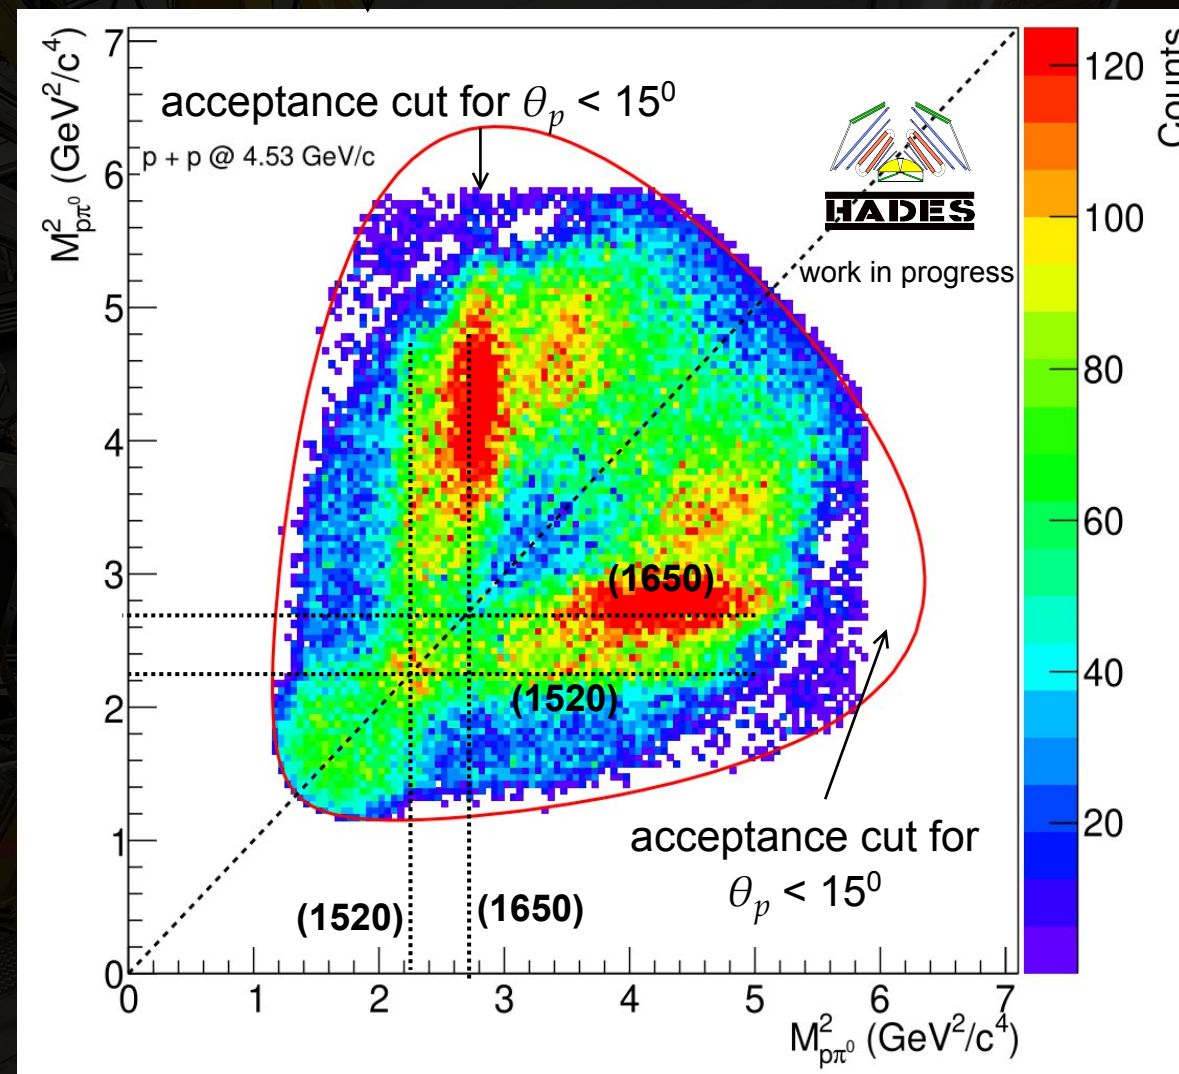 acceptance cut for θp < 15⁰
p + p @ 4.53 GeV/c
HADES
work in progress
M²pπ⁰ (GeV²/c⁴)
7
6
5
4
3
2
1
0
(1650)
(1520)
acceptance cut for
θp < 15⁰
(1520)
(1650)
0 1 2 3 4 5 6 7
M²pπ⁰ (GeV²/c⁴)
Counts
120
100
80
60
40
20